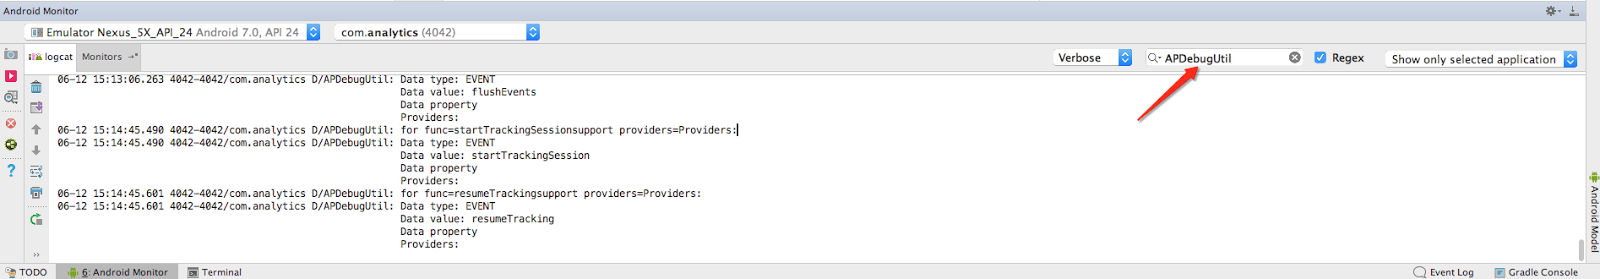 Android Monitor
Emulator Nexus_5X_API_24 Android 7.0, API 24 com.analytics (4042)
logcat Monitors →* Verbose APDebugUtil Regex Show only selected application
06-12 15:13:06.263 4042-4042/com.analytics D/APDebugUtil: Data type: EVENT
Data value: flushEvents
Data property
Providers:
06-12 15:14:45.490 4042-4042/com.analytics D/APDebugUtil: for func=startTrackingSessionsupport providers=Providers:
06-12 15:14:45.490 4042-4042/com.analytics D/APDebugUtil: Data type: EVENT
Data value: startTrackingSession
Data property
Providers:
06-12 15:14:45.601 4042-4042/com.analytics D/APDebugUtil: for func=resumeTrackingsupport providers=Providers:
06-12 15:14:45.601 4042-4042/com.analytics D/APDebugUtil: Data type: EVENT
Data value: resumeTracking
Data property
Providers:
Android Model
TODO 6: Android Monitor Terminal Event Log Gradle Console